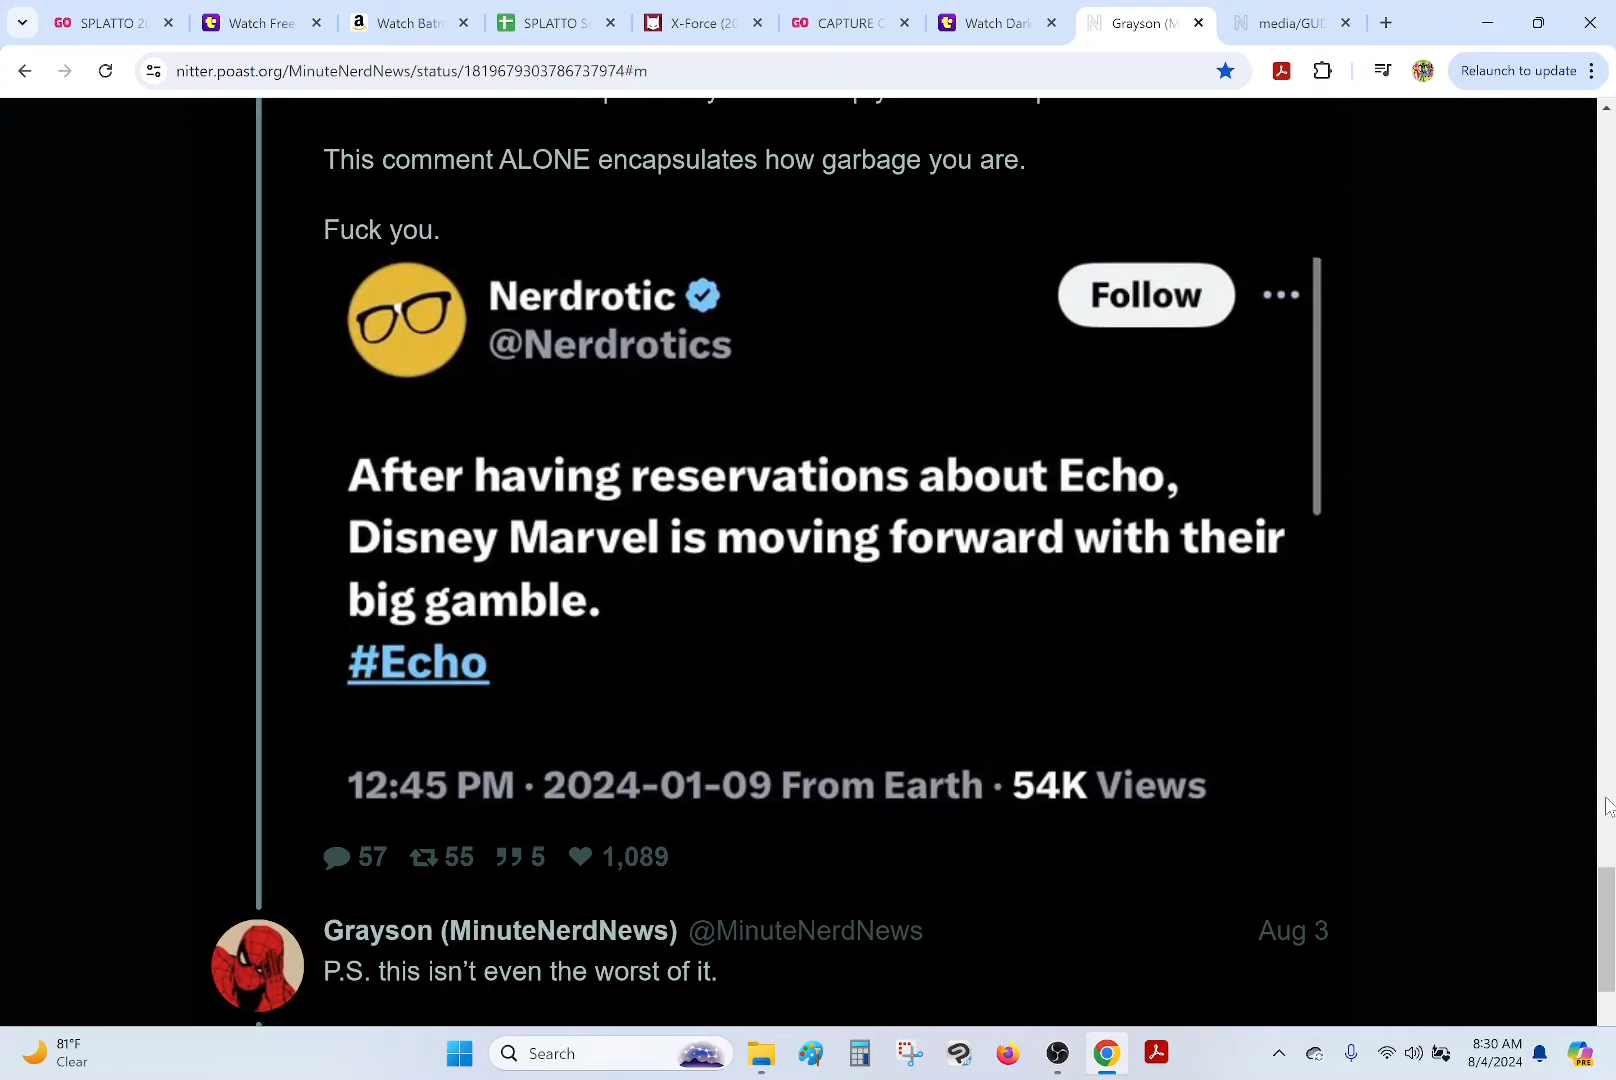 GO SPLATTO 20
Watch Free
Watch Batm
SPLATTO S
X-Force (20
GO CAPTURE C
Watch Dark
Grayson (M
media/GUD
nitter.poast.org/MinuteNerdNews/status/1819679303786737974#m
Relaunch to update
This comment ALONE encapsulates how garbage you are.
Fuck you.
Nerdrotic
@Nerdrotics
Follow
After having reservations about Echo,
Disney Marvel is moving forward with their
big gamble.
#Echo
12:45 PM · 2024-01-09 From Earth · 54K Views
57 55 5 1,089
Grayson (MinuteNerdNews) @MinuteNerdNews Aug 3
P.S. this isn’t even the worst of it.
81°F
Clear
Search
8:30 AM
8/4/2024
PRE